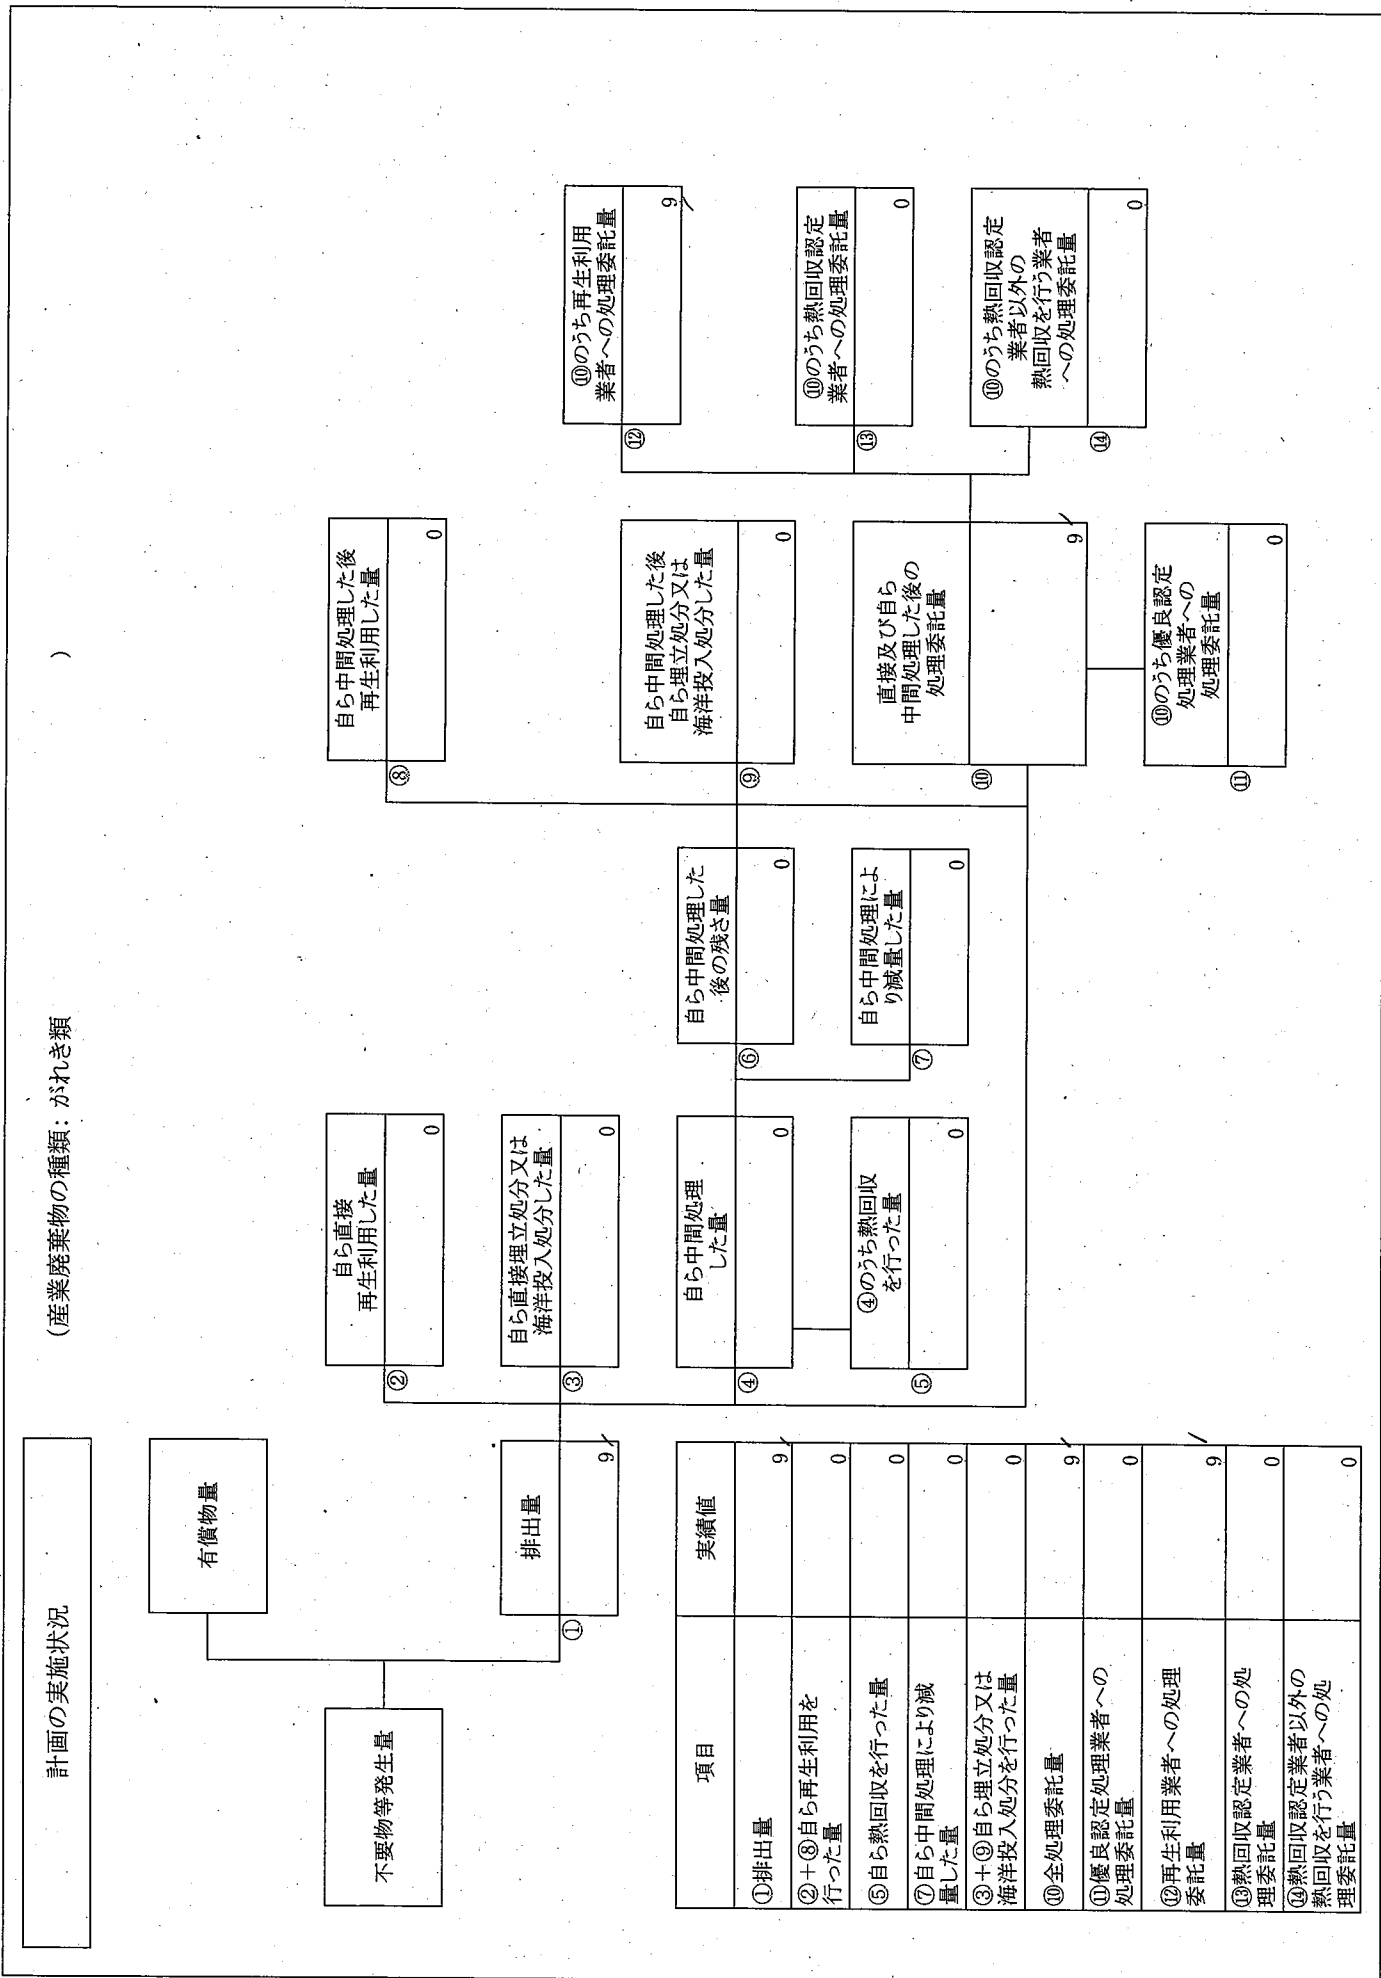 計画の実施状況
(産業廃棄物の種類：がれき類
)
不要物等発生量
有償物量
①
排出量
9
②
自ら直接
再生利用した量
0
③
自ら直接埋立処分又は
海洋投入処分した量
0
④
自ら中間処理
した量
0
⑤
④のうち熱回収
を行った量
0
⑥
自ら中間処理した
後の残さ量
0
⑦
自ら中間処理によ
り減量した量
0
⑧
自ら中間処理した後
再生利用した量
0
⑨
自ら中間処理した後
自ら埋立処分又は
海洋投入処分した量
0
⑩
直接及び自ら
中間処理した後の
処理委託量
9
⑪
⑩のうち優良認定
処理業者への
処理委託量
0
⑫
⑩のうち再生利用
業者への処理委託量
9
⑬
⑩のうち熱回収認定
業者への処理委託量
0
⑭
⑩のうち熱回収認定
業者以外の
熱回収を行う業者
への処理委託量
0
項目 実績値
①排出量 9
②+⑧自ら再生利用を
行った量 0
⑤自ら熱回収を行った量 0
⑦自ら中間処理により減
量した量 0
③+⑨自ら埋立処分又は
海洋投入処分を行った量 0
⑩全処理委託量 9
⑪優良認定処理業者への
処理委託量 0
⑫再生利用業者への処理
委託量 9
⑬熱回収認定業者への処
理委託量 0
⑭熱回収認定業者以外の
熱回収を行う業者への処
理委託量 0